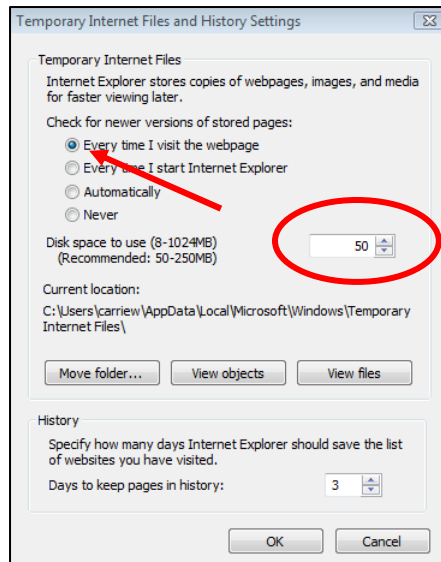 Temporary Internet Files and History Settings
Temporary Internet Files
Internet Explorer stores copies of webpages, images, and media
for faster viewing later.
Check for newer versions of stored pages:
Every time I visit the webpage
Every time I start Internet Explorer
Automatically
Never
Disk space to use (8-1024MB) 50
(Recommended: 50-250MB)
Current location:
C:\Users\carriew\AppData\Local\Microsoft\Windows\Temporary
Internet Files\
Move folder... View objects View files
History
Specify how many days Internet Explorer should save the list
of websites you have visited.
Days to keep pages in history: 3
OK Cancel